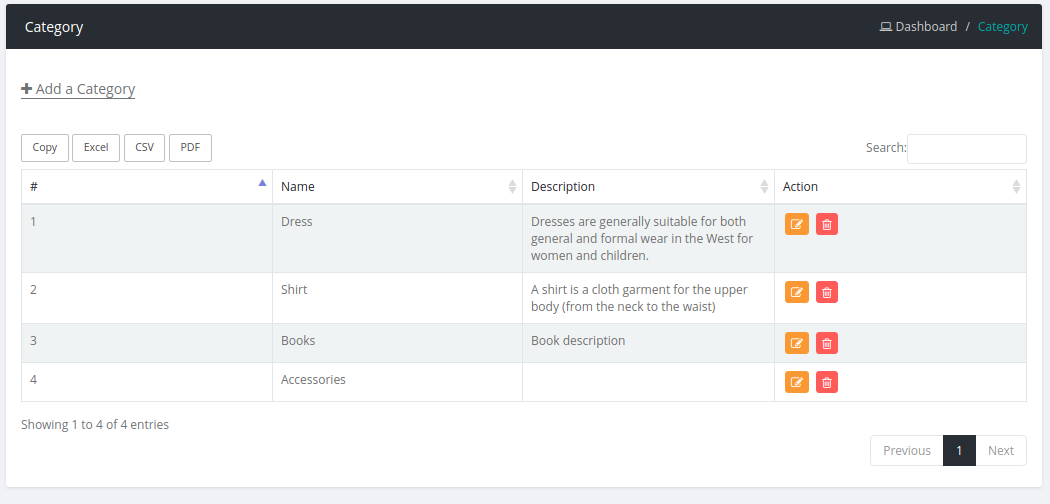 Category
Dashboard / Category
Add a Category
Copy Excel CSV PDF
Search:
# Name Description Action
1 Dress Dresses are generally suitable for both
general and formal wear in the West for
women and children.
2 Shirt A shirt is a cloth garment for the upper
body (from the neck to the waist)
3 Books Book description
4 Accessories
Showing 1 to 4 of 4 entries
Previous 1 Next